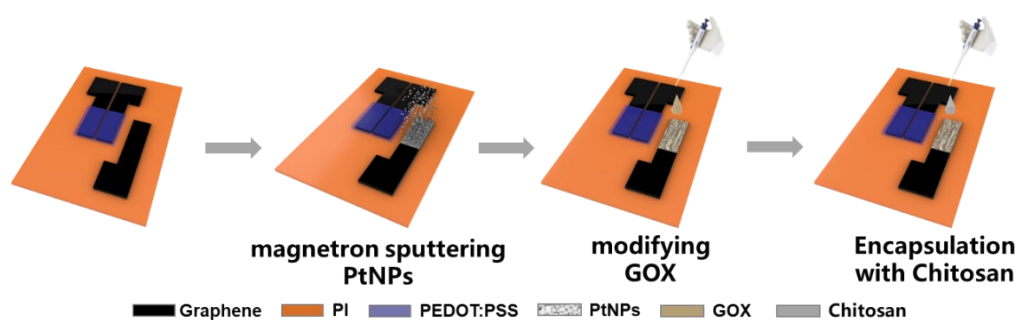 magnetron sputtering
PtNPs
modifying
GOX
Encapsulation
with Chitosan
Graphene PI PEDOT:PSS PtNPs GOX Chitosan